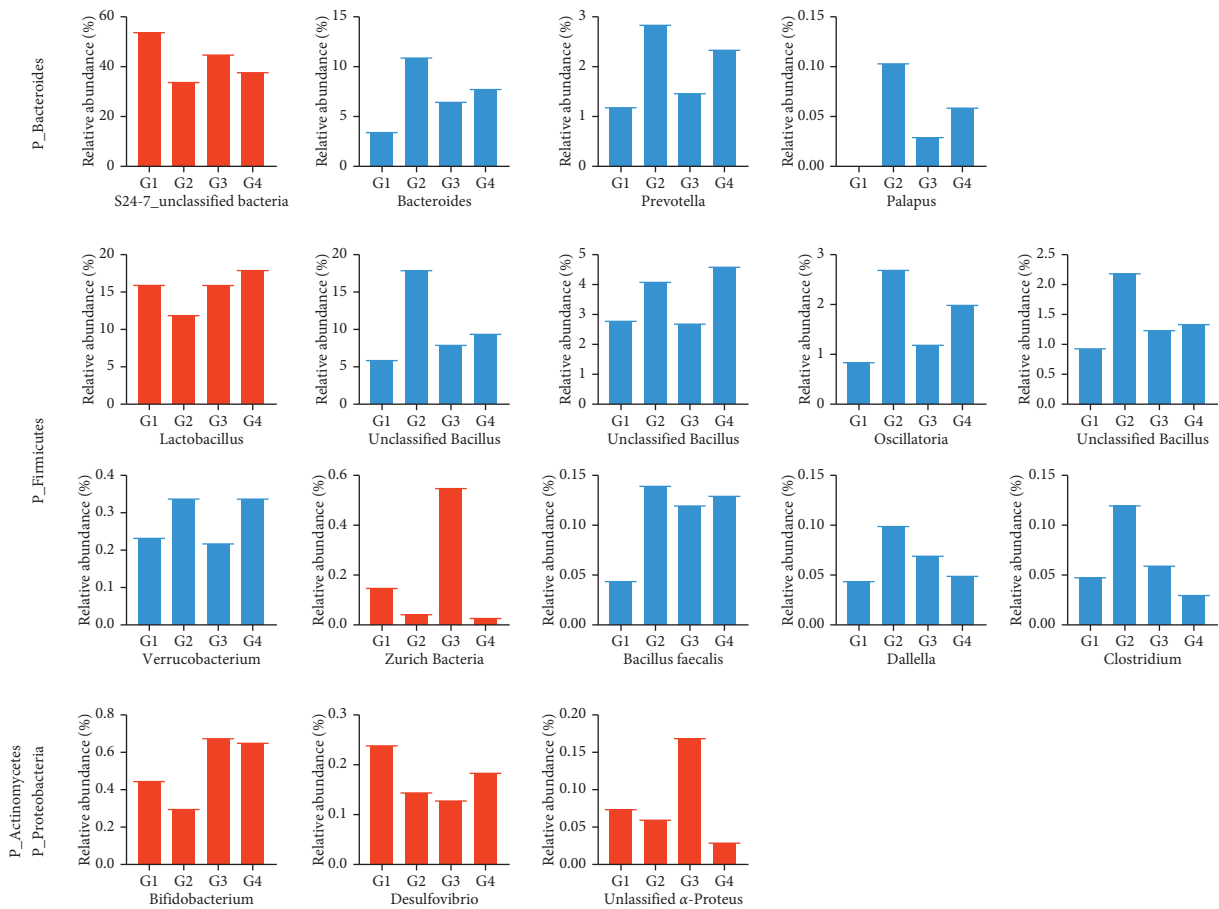 P_Bacteroides
Relative abundance (%)
60
40
20
0
G1 G2 G3 G4
S24-7_unclassified bacteria
Relative abundance (%)
15
10
5
0
G1 G2 G3 G4
Bacteroides
Relative abundance (%)
3
2
1
0
G1 G2 G3 G4
Prevotella
Relative abundance (%)
0.15
0.10
0.05
0.00
G1 G2 G3 G4
Palapus
P_Firmicutes
Relative abundance (%)
20
15
10
5
0
G1 G2 G3 G4
Lactobacillus
Relative abundance (%)
20
15
10
5
0
G1 G2 G3 G4
Unclassified Bacillus
Relative abundance (%)
5
4
3
2
1
0
G1 G2 G3 G4
Unclassified Bacillus
Relative abundance (%)
3
2
1
0
G1 G2 G3 G4
Oscillatoria
Relative abundance (%)
2.5
2.0
1.5
1.0
0.5
0.0
G1 G2 G3 G4
Unclassified Bacillus
Relative abundance (%)
0.4
0.3
0.2
0.1
0.0
G1 G2 G3 G4
Verrucobacterium
Relative abundance (%)
0.6
0.4
0.2
0.0
G1 G2 G3 G4
Zurich Bacteria
Relative abundance (%)
0.15
0.10
0.05
0.00
G1 G2 G3 G4
Bacillus faecalis
Relative abundance (%)
0.15
0.10
0.05
0.00
G1 G2 G3 G4
Dallella
Relative abundance (%)
0.15
0.10
0.05
0.00
G1 G2 G3 G4
Clostridium
P_Actinomycetes
P_Proteobacteria
Relative abundance (%)
0.8
0.6
0.4
0.2
0.0
G1 G2 G3 G4
Bifidobacterium
Relative abundance (%)
0.3
0.2
0.1
0.0
G1 G2 G3 G4
Desulfovibrio
Relative abundance (%)
0.20
0.15
0.10
0.05
0.00
G1 G2 G3 G4
Unlassified α-Proteus